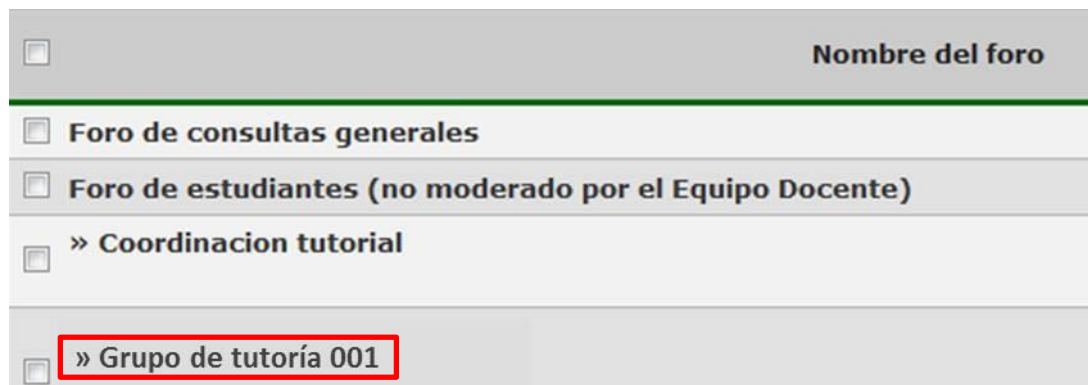 Nombre del foro
Foro de consultas generales
Foro de estudiantes (no moderado por el Equipo Docente)
» Coordinacion tutorial
» Grupo de tutoría 001